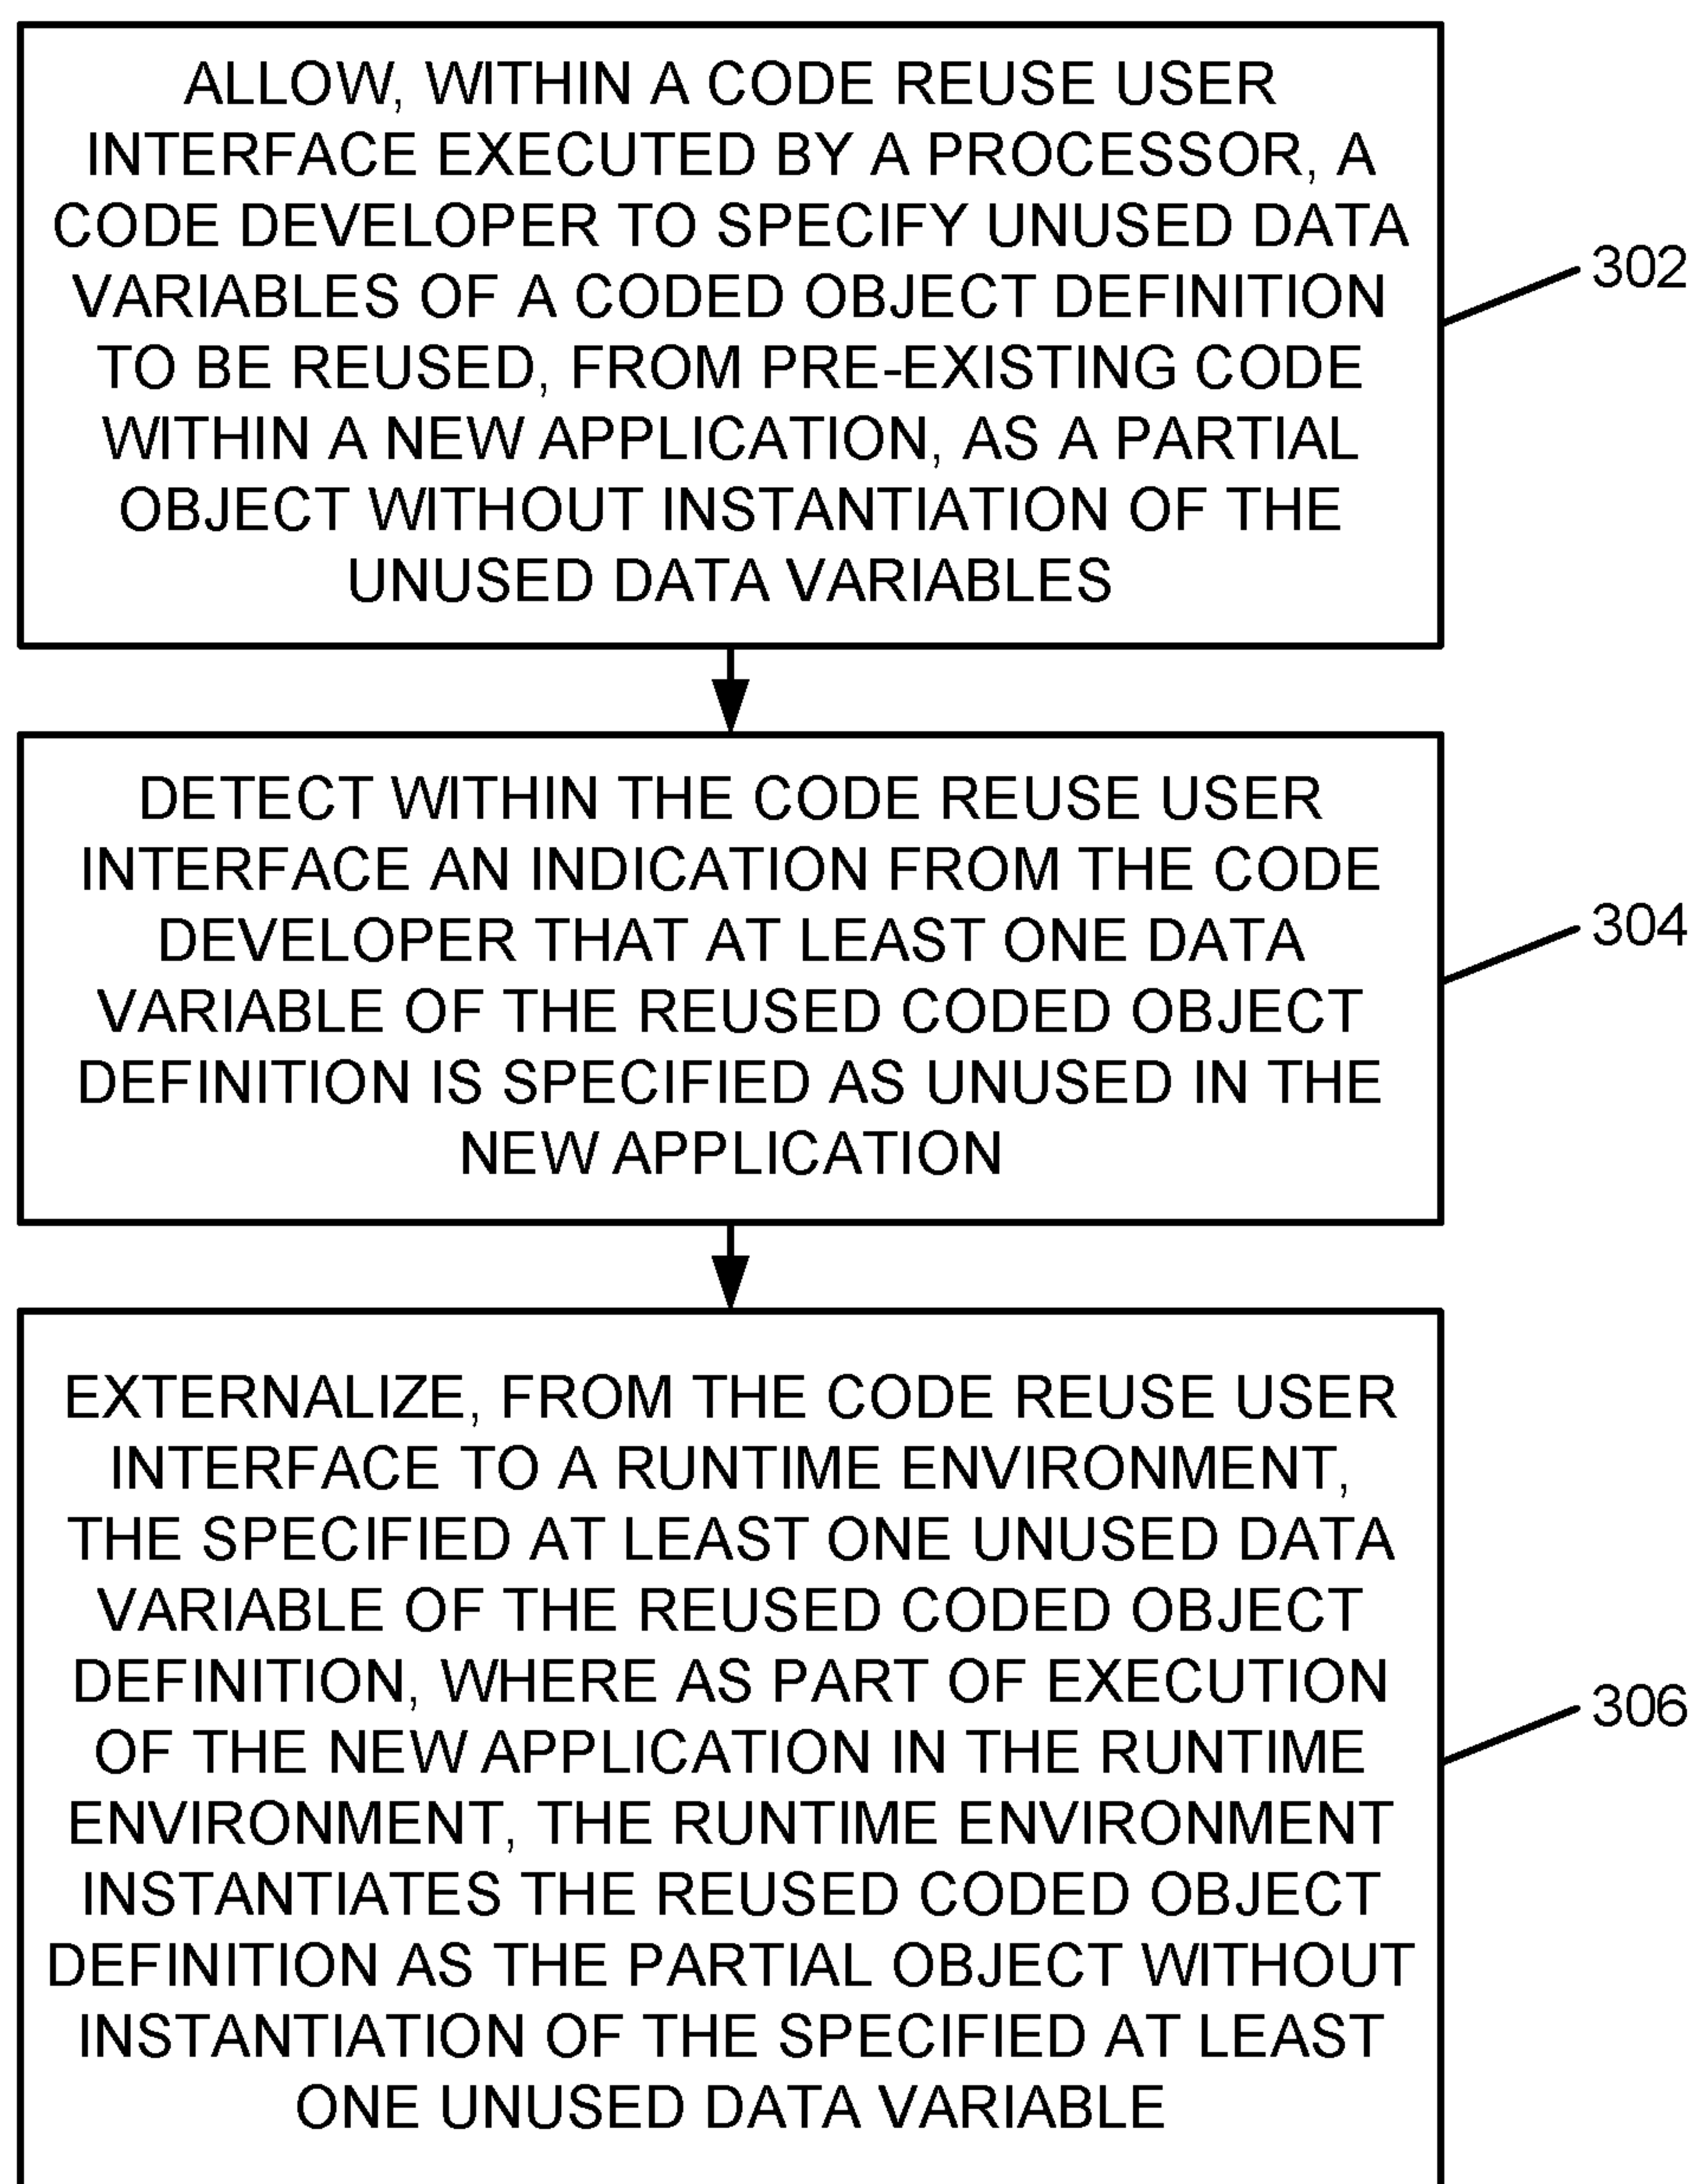 ALLOW, WITHIN A CODE REUSE USER
INTERFACE EXECUTED BY A PROCESSOR, A
CODE DEVELOPER TO SPECIFY UNUSED DATA
VARIABLES OF A CODED OBJECT DEFINITION
TO BE REUSED, FROM PRE-EXISTING CODE
WITHIN A NEW APPLICATION, AS A PARTIAL
OBJECT WITHOUT INSTANTIATION OF THE
UNUSED DATA VARIABLES
302
DETECT WITHIN THE CODE REUSE USER
INTERFACE AN INDICATION FROM THE CODE
DEVELOPER THAT AT LEAST ONE DATA
VARIABLE OF THE REUSED CODED OBJECT
DEFINITION IS SPECIFIED AS UNUSED IN THE
NEW APPLICATION
304
EXTERNALIZE, FROM THE CODE REUSE USER
INTERFACE TO A RUNTIME ENVIRONMENT,
THE SPECIFIED AT LEAST ONE UNUSED DATA
VARIABLE OF THE REUSED CODED OBJECT
DEFINITION, WHERE AS PART OF EXECUTION
OF THE NEW APPLICATION IN THE RUNTIME
ENVIRONMENT, THE RUNTIME ENVIRONMENT
INSTANTIATES THE REUSED CODED OBJECT
DEFINITION AS THE PARTIAL OBJECT WITHOUT
INSTANTIATION OF THE SPECIFIED AT LEAST
ONE UNUSED DATA VARIABLE
306